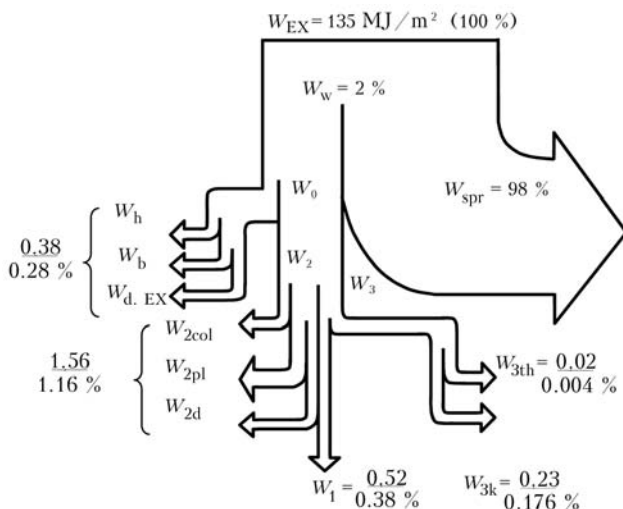 W_EX = 135 MJ / m² (100 %)
W_w = 2 %
W_0
W_spr = 98 %
W_h
0.38
0.28 %
W_b
W_2
W_d. EX
W_3
W_2col
1,56
1.16 %
W_2pl
W_3th = 0,02
0.004 %
W_2d
W_1 = 0,52
0.38 %
W_3k = 0,23
0.176 %